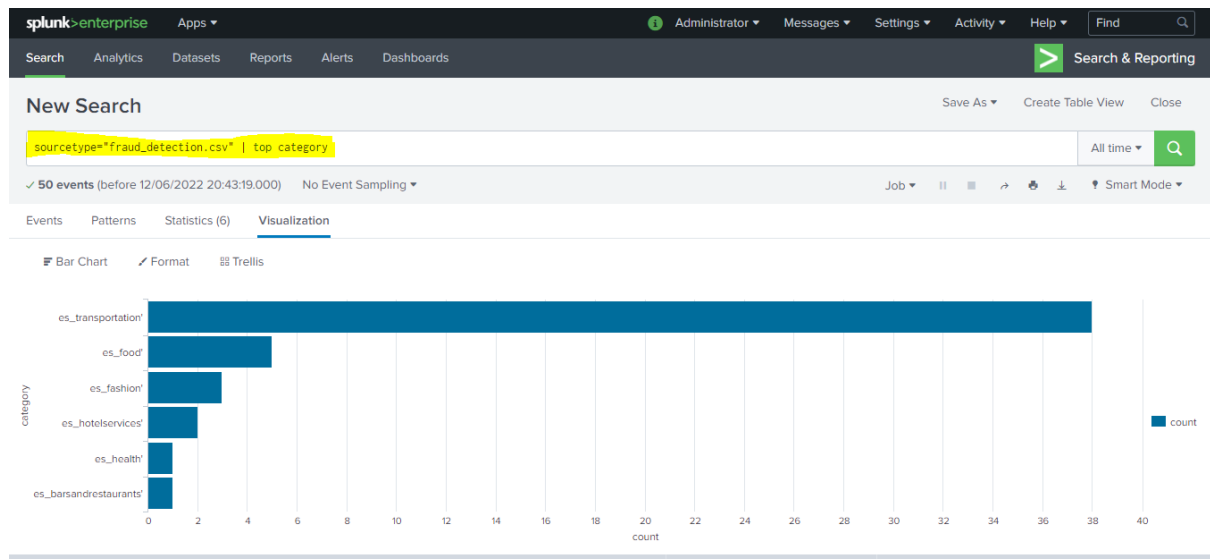 splunk>enterprise Apps Administrator Messages Settings Activity Help Find
Search Analytics Datasets Reports Alerts Dashboards Search & Reporting
New Search Save As Create Table View Close
sourcetype="fraud_detection.csv" | top category All time
50 events (before 12/06/2022 20:43:19.000) No Event Sampling Job Smart Mode
Events Patterns Statistics (6) Visualization
Bar Chart Format Trellis
es_transportation'
es_food'
es_fashion'
category
es_hotelservices'
count
es_health'
es_barsandrestaurants'
0 2 4 6 8 10 12 14 16 18 20 22 24 26 28 30 32 34 36 38 40
count